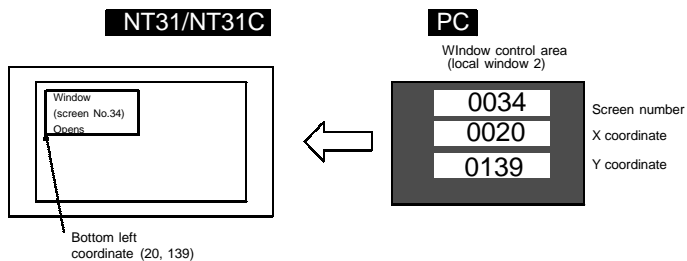 NT31/NT31C
PC
WIndow control area
(local window 2)
Window
(screen No.34)
Opens
0034
Screen number
0020
X coordinate
0139
Y coordinate
Bottom left
coordinate (20, 139)